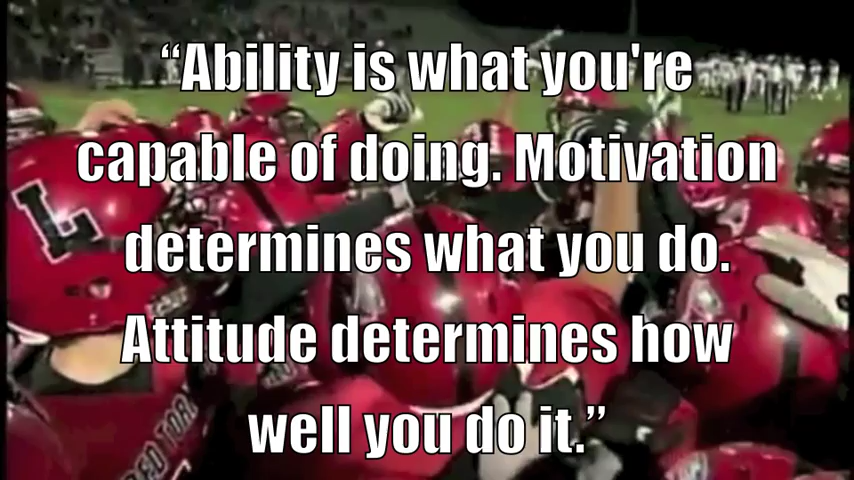 “Ability is what you're
capable of doing. Motivation
determines what you do.
Attitude determines how
well you do it.”
L